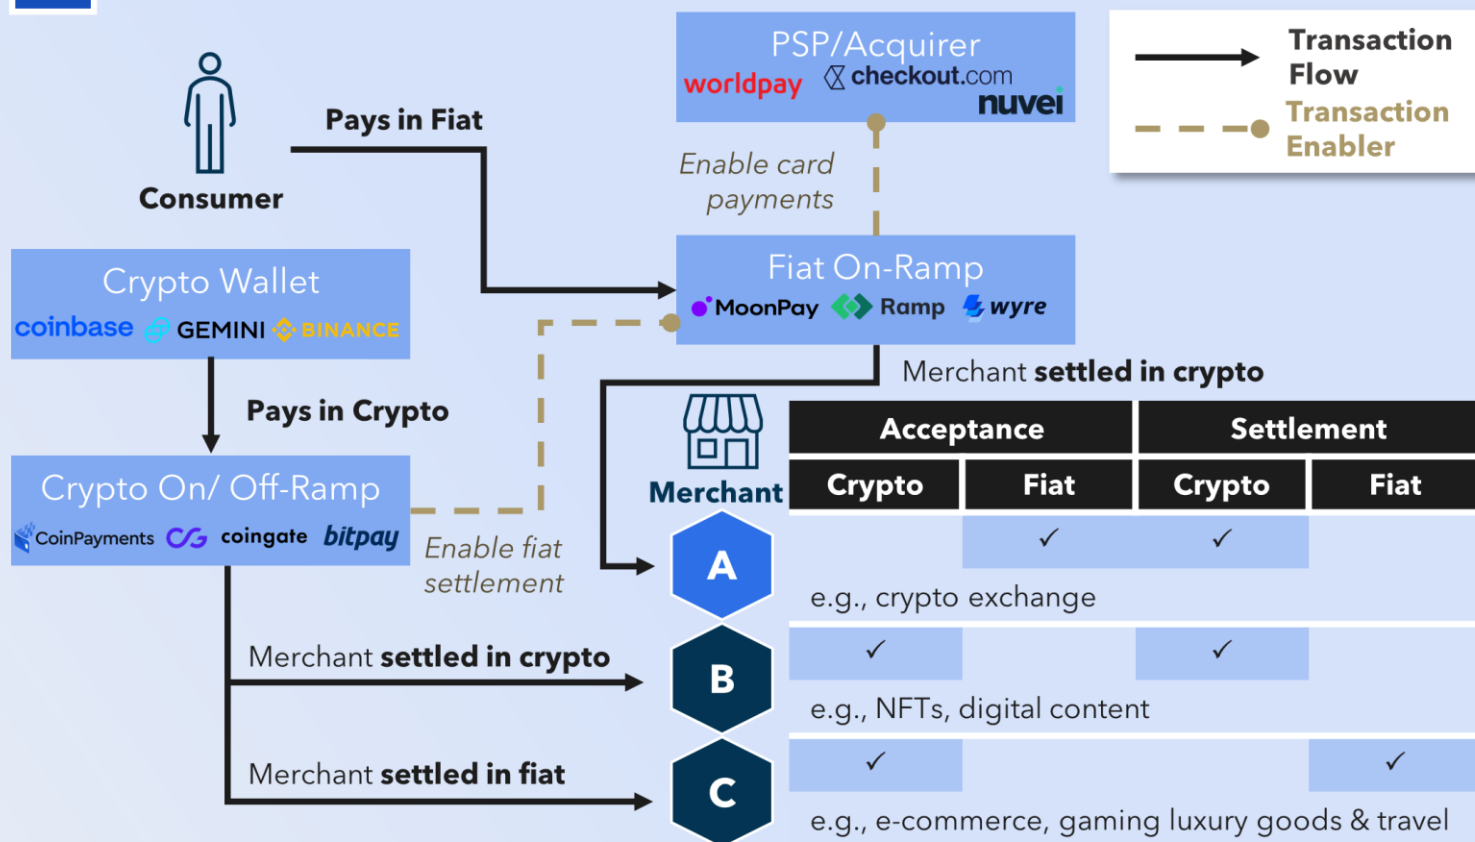 PSP/Acquirer
worldpay
checkout.com
nuvei
Transaction
Flow
Transaction
Enabler
Pays in Fiat
Enable card
payments
Consumer
Crypto Wallet
coinbase GEMINI BINANCE
Fiat On-Ramp
MoonPay Ramp wyre
Pays in Crypto
Merchant settled in crypto
Crypto On/ Off-Ramp
CoinPayments CG coingate bitpay
Enable fiat
settlement
Merchant
Acceptance Settlement
Crypto Fiat Crypto Fiat
A ✓ ✓
e.g., crypto exchange
Merchant settled in crypto
B ✓ ✓
e.g., NFTs, digital content
Merchant settled in fiat
C ✓ ✓
e.g., e-commerce, gaming luxury goods & travel